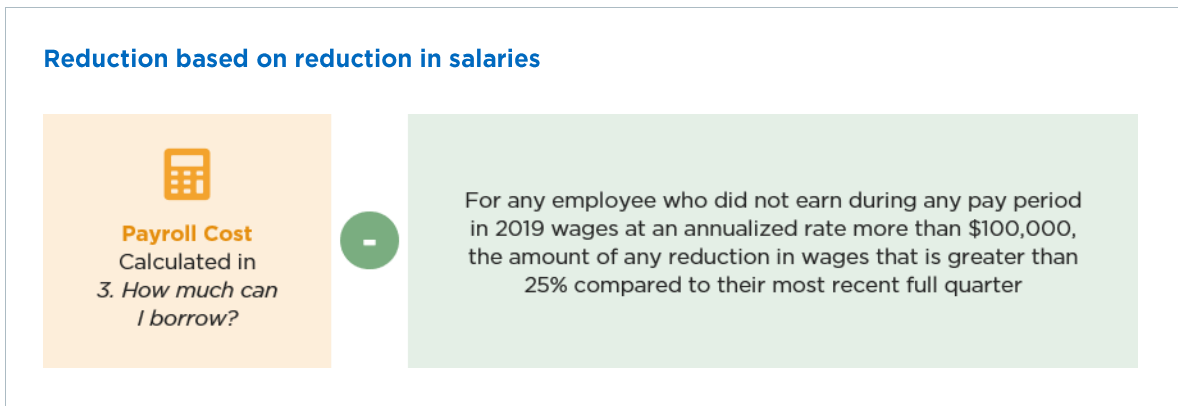 Reduction based on reduction in salaries
Payroll Cost
Calculated in
3. How much can
I borrow?
-
For any employee who did not earn during any pay period
in 2019 wages at an annualized rate more than $100,000,
the amount of any reduction in wages that is greater than
25% compared to their most recent full quarter